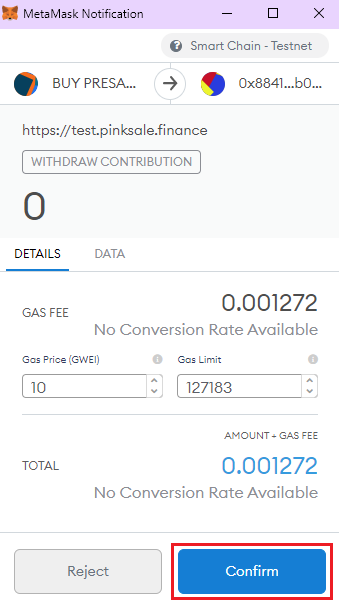 MetaMask Notification
Smart Chain - Testnet
BUY PRESA... 0x8841...b0...
https://test.pinksale.finance
WITHDRAW CONTRIBUTION
0
DETAILS DATA
GAS FEE 0.001272
No Conversion Rate Available
Gas Price (GWEI) Gas Limit
10 127183
AMOUNT + GAS FEE
TOTAL 0.001272
No Conversion Rate Available
Reject Confirm